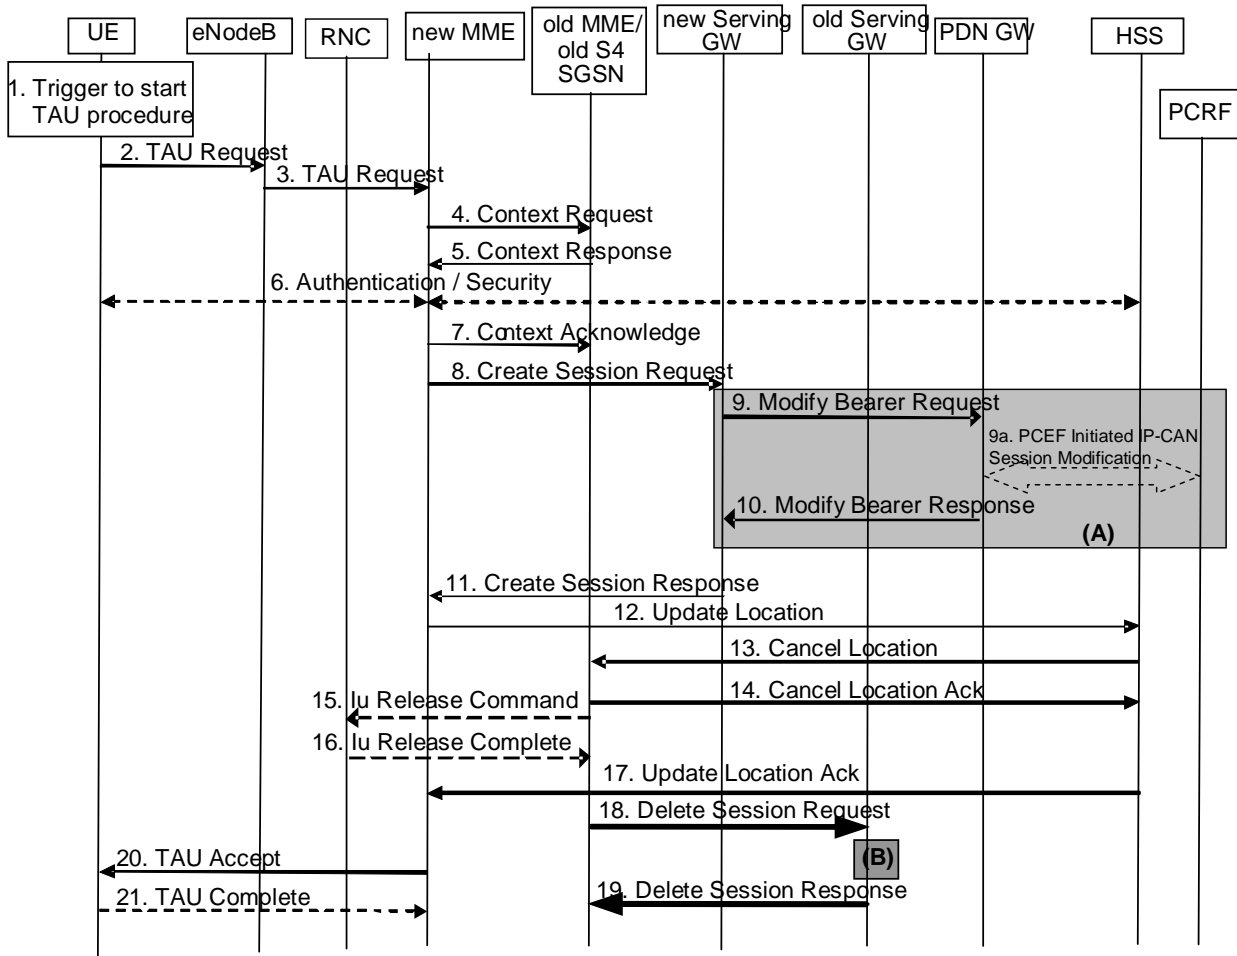 UE
eNodeB
RNC
new MME
old MME/
old S4
SGSN
new Serving
GW
old Serving
GW
PDN GW
HSS
PCRF
1. Trigger to start
TAU procedure
2. TAU Request
3. TAU Request
4. Context Request
5. Context Response
6. Authentication / Security
7. Context Acknowledge
8. Create Session Request
9. Modify Bearer Request
9a. PCEF Initiated IP-CAN
Session Modification
10. Modify Bearer Response
(A)
11. Create Session Response
12. Update Location
13. Cancel Location
14. Cancel Location Ack
15. Iu Release Command
16. Iu Release Complete
17. Update Location Ack
18. Delete Session Request
(B)
19. Delete Session Response
20. TAU Accept
21. TAU Complete